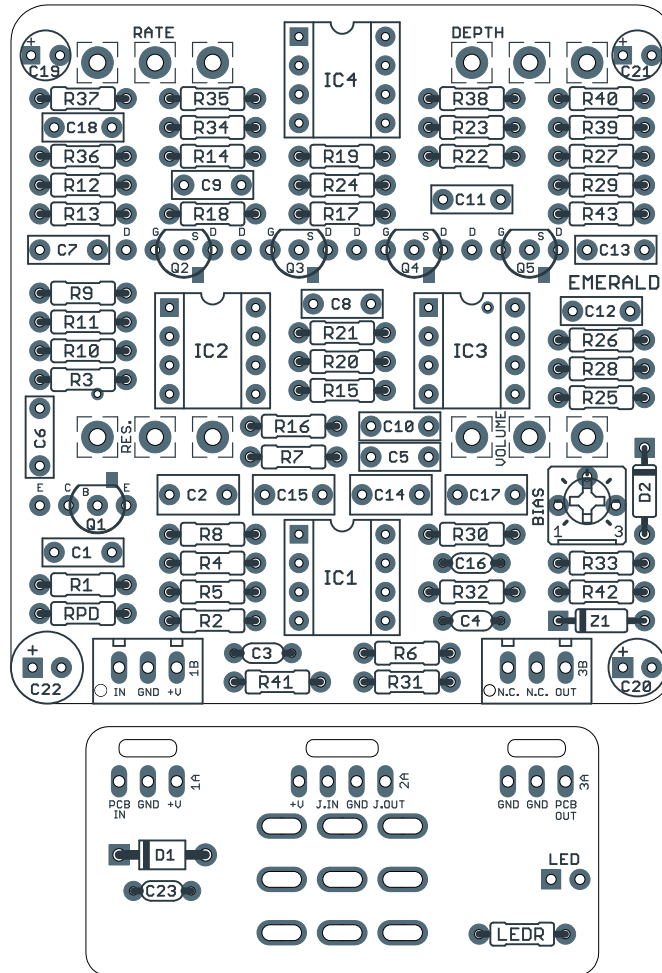 RATE DEPTH
+ +
C19 IC4 C21
R37 R35 R38 R40
C18 R34 R23 R39
R36 R14 R19 R22 R27
R12 C9 R24 C11 R29
R13 R18 R17 R43
D G S D D G S D D G S D D G S D
C7 Q2 Q3 Q4 Q5 C13
EMERALD
R9 C8 C12
R11 IC2 R21 IC3 R26
R10 R20 R28
R3 R15 R25
C6 RES. R16 C10 VOLUME
R7 C5
E C B E C2 C15 C14 C17 BIAS 1 3 D2
Q1
R8 R30
C1 R4 IC1 C16 R33
R1 R5 R32 R42
RPD R2 C4 Z1
+ C3 R6 +
C22 IN GND +V 1B R41 R31 N.C. N.C. OUT 3B C20
1A 2A 3A
PCB IN GND +V +V J.IN GND J.OUT GND GND PCB OUT
D1 LED
C23
LEDR